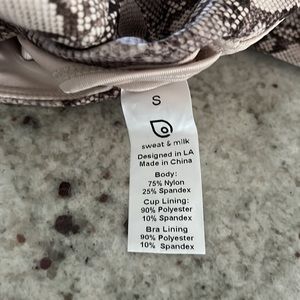 S
sweat & milk
Designed in LA
Made in China
Body:
75% Nylon
25% Spandex
Cup Lining:
90% Polyester
10% Spandex
Bra Lining
90% Polyester
10% Spandex